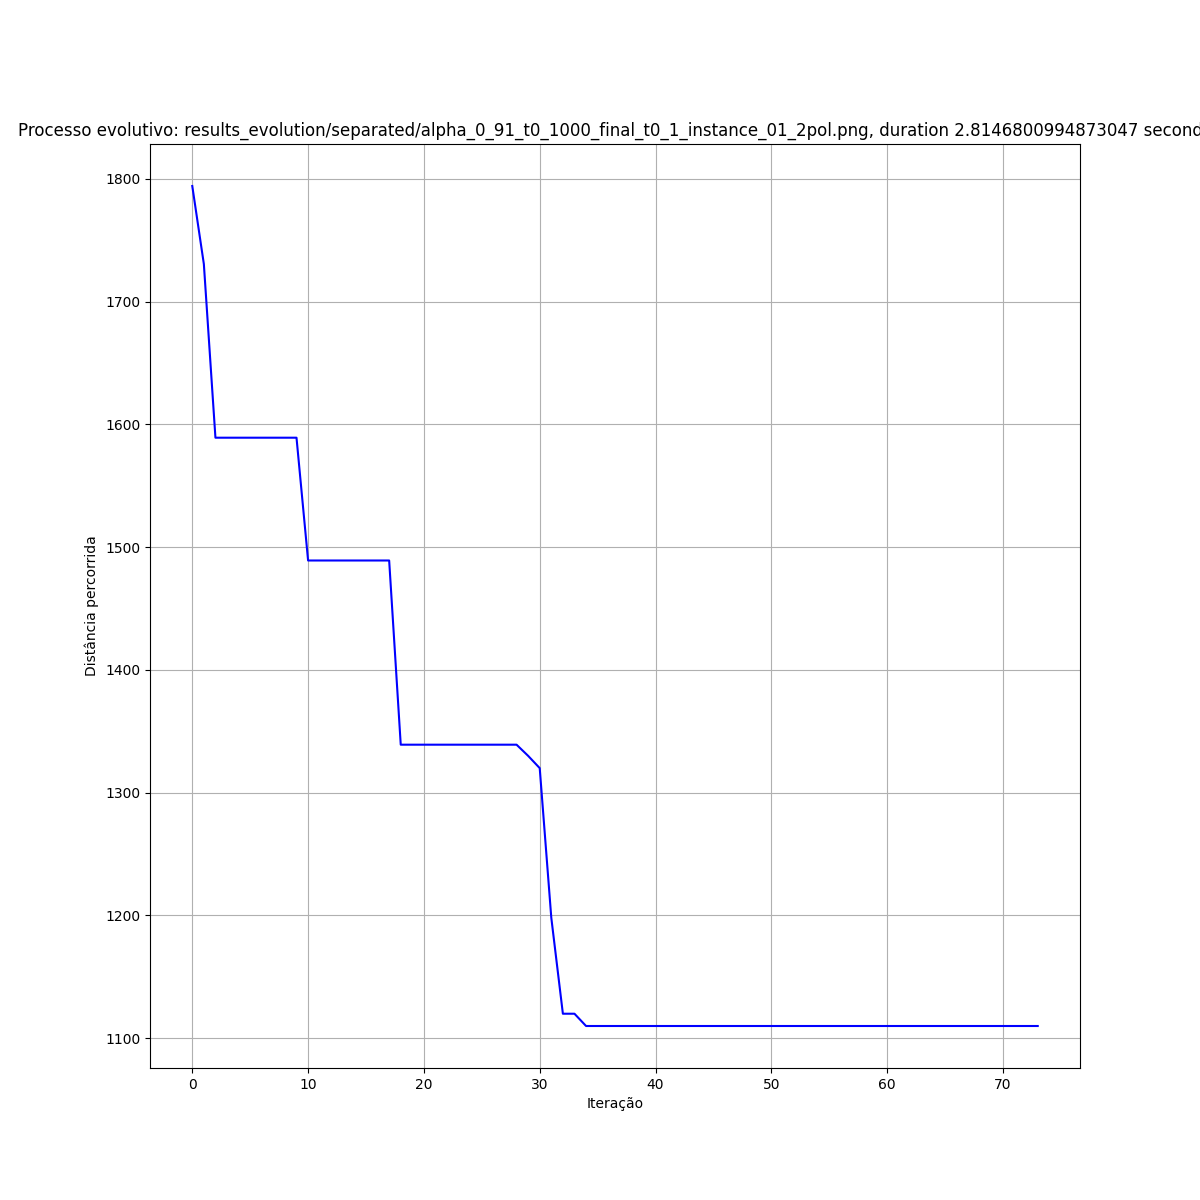 Processo evolutivo: results_evolution/separated/alpha_0_91_t0_1000_final_t0_1_instance_01_2pol.png, duration 2.8146800994873047 second
1800
1700
1600
1500
1400
1300
1200
1100
Distância percorrida
0 10 20 30 40 50 60 70
Iteração